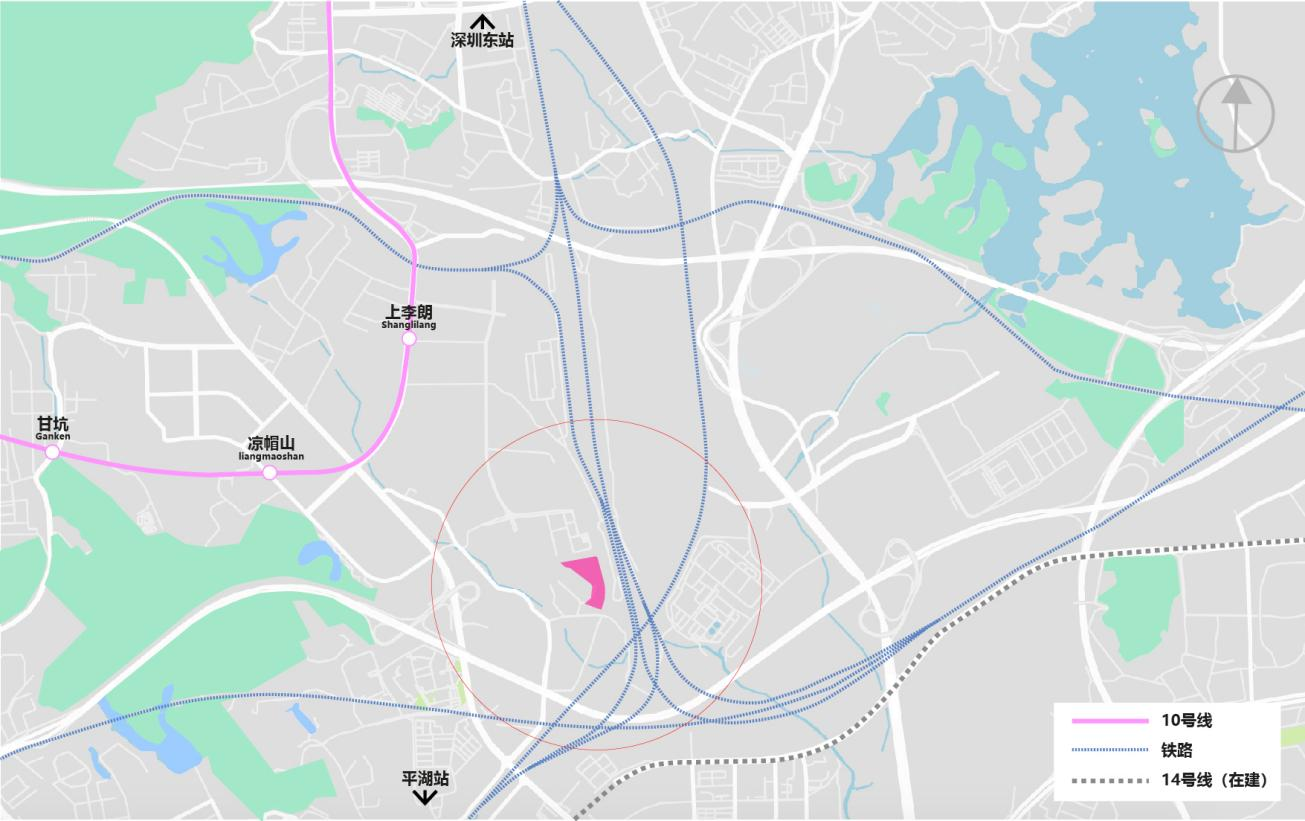 深圳东站
上李朗
Shanglilang
甘坑
Ganken
凉帽山
liangmaoshan
平湖站
10号线
铁路
14号线（在建）